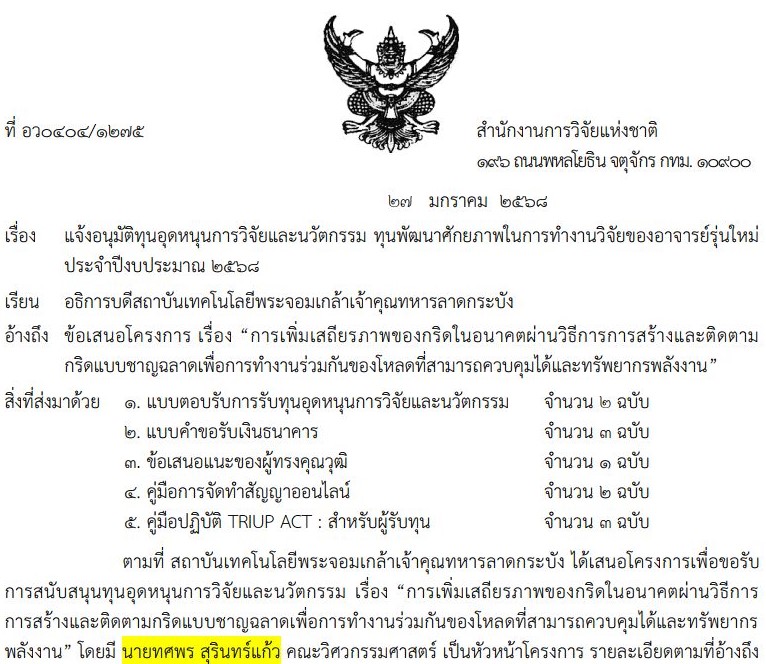 ที่ อว๐๔๐๔/๑๒๗๕
สำนักงานการวิจัยแห่งชาติ
๑๙๖ ถนนพหลโยธิน จตุจักร กทม. ๑๐๙๐๐
๒๗ มกราคม ๒๕๖๘
เรื่อง แจ้งอนุมัติทุนอุดหนุนการวิจัยและนวัตกรรม ทุนพัฒนาศักยภาพในการทำงานวิจัยของอาจารย์รุ่นใหม่
ประจำปีงบประมาณ ๒๕๖๘
เรียน อธิการบดีสถาบันเทคโนโลยีพระจอมเกล้าเจ้าคุณทหารลาดกระบัง
อ้างถึง ข้อเสนอโครงการ เรื่อง “การเพิ่มเสถียรภาพของกริดในอนาคตผ่านวิธีการการสร้างและติดตาม
กริดแบบชาญฉลาดเพื่อการทำงานร่วมกันของโหลดที่สามารถควบคุมได้และทรัพยากรพลังงาน”
สิ่งที่ส่งมาด้วย ๑. แบบตอบรับการรับทุนอุดหนุนการวิจัยและนวัตกรรม จำนวน ๒ ฉบับ
๒. แบบคำขอรับเงินธนาคาร จำนวน ๓ ฉบับ
๓. ข้อเสนอแนะของผู้ทรงคุณวุฒิ จำนวน ๑ ฉบับ
๔. คู่มือการจัดทำสัญญาออนไลน์ จำนวน ๒ ฉบับ
๕. คู่มือปฏิบัติ TRIUP ACT : สำหรับผู้รับทุน จำนวน ๓ ฉบับ
ตามที่ สถาบันเทคโนโลยีพระจอมเกล้าเจ้าคุณทหารลาดกระบัง ได้เสนอโครงการเพื่อขอรับ
การสนับสนุนทุนอุดหนุนการวิจัยและนวัตกรรม เรื่อง “การเพิ่มเสถียรภาพของกริดในอนาคตผ่านวิธีการ
การสร้างและติดตามกริดแบบชาญฉลาดเพื่อการทำงานร่วมกันของโหลดที่สามารถควบคุมได้และทรัพยากร
พลังงาน” โดยมี นายทศพร สุรินทร์แก้ว คณะวิศวกรรมศาสตร์ เป็นหัวหน้าโครงการ รายละเอียดตามที่อ้างถึง